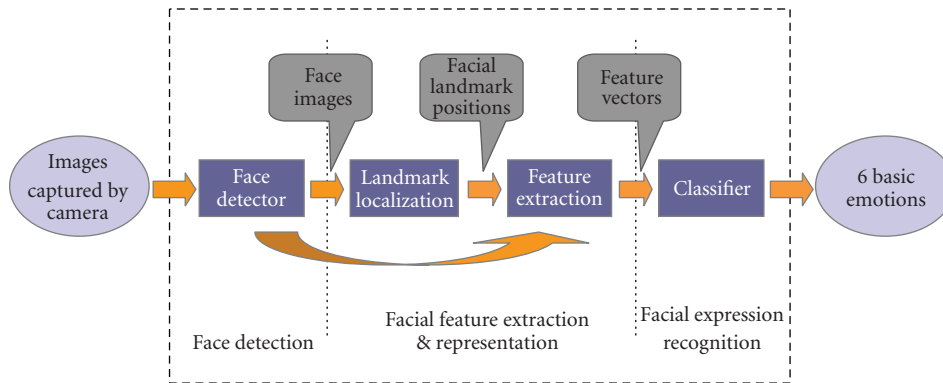 Face
images
Facial
landmark
positions
Feature
vectors
Images
captured by
camera
Face
detector
Landmark
localization
Feature
extraction
Classifier
6 basic
emotions
Face detection
Facial feature extraction
& representation
Facial expression
recognition